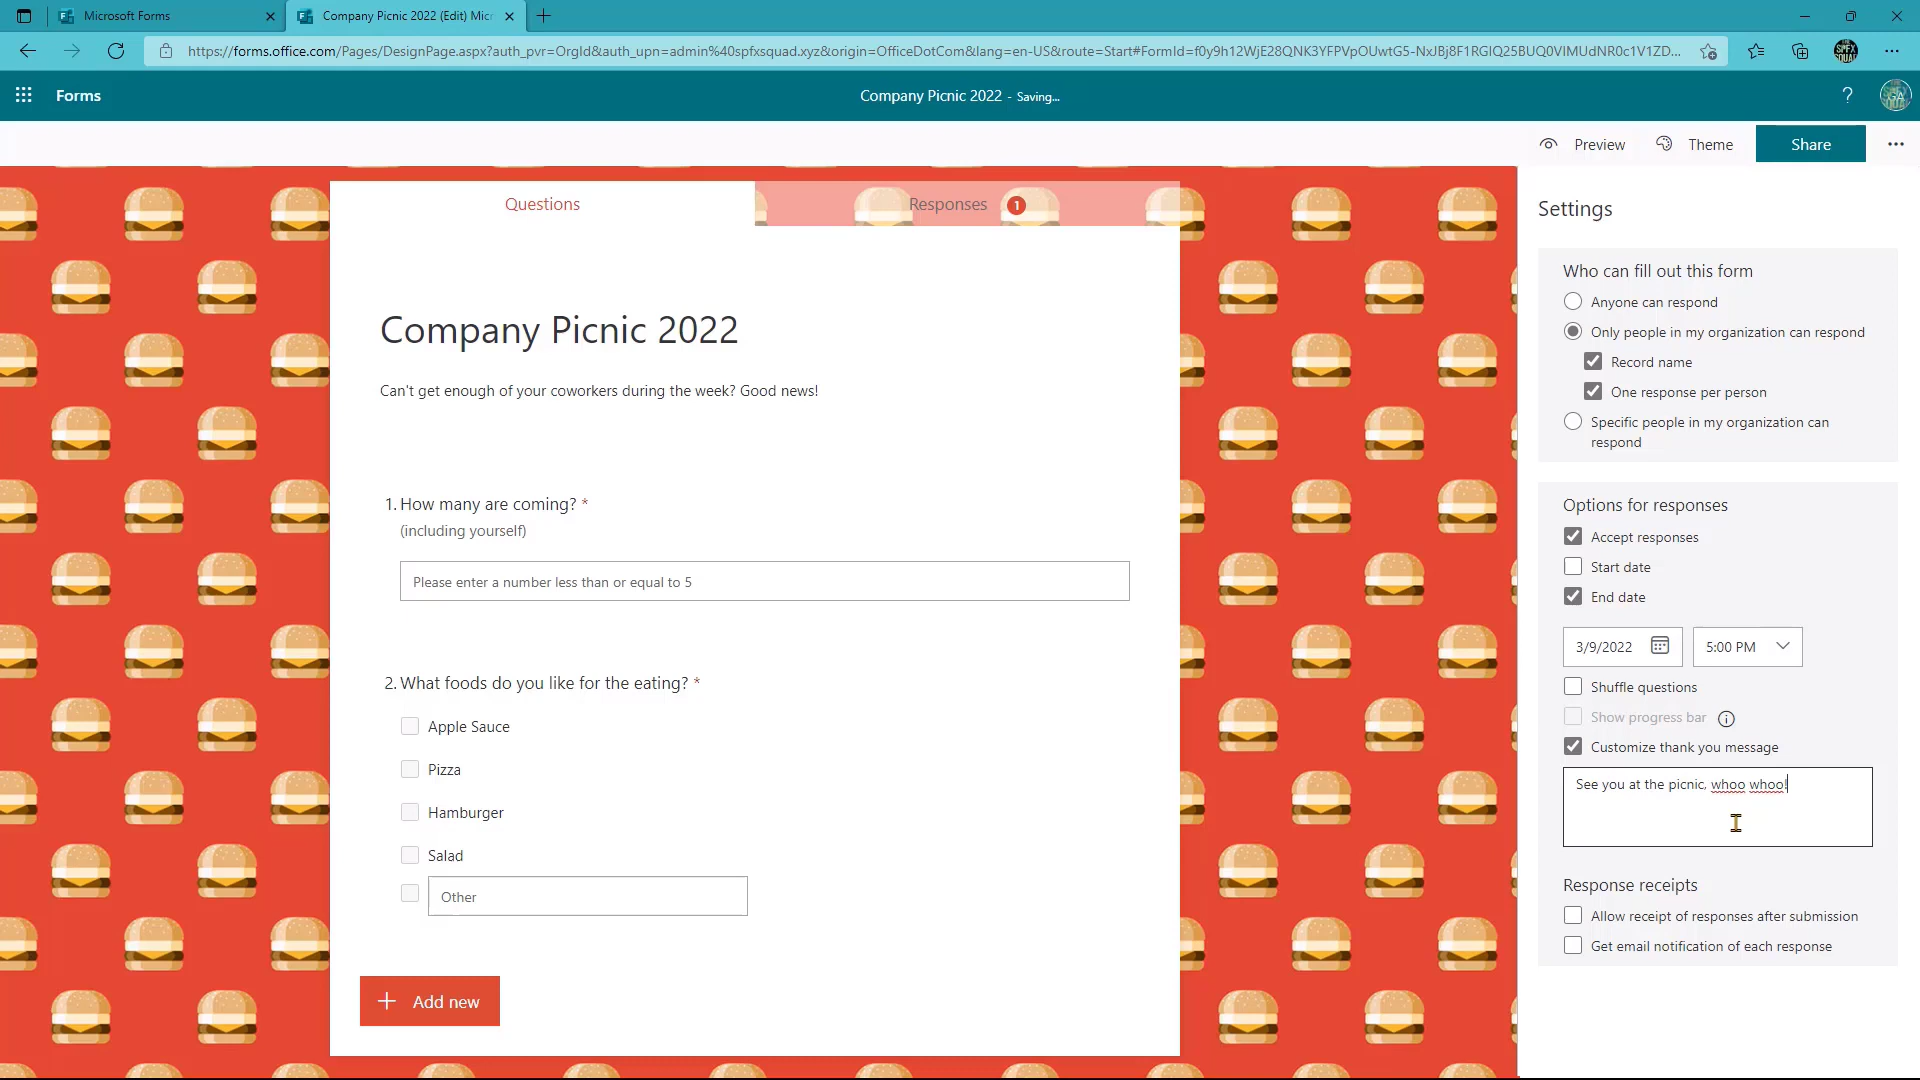 Microsoft Forms
Company Picnic 2022 (Edit) Micr
https://forms.office.com/Pages/DesignPage.aspx?auth_pvr=OrgId&auth_upn=admin%40spfxsquad.xyz&origin=OfficeDotCom&lang=en-US&route=Start#FormId=f0y9h12WjE28QNK3YFPVpOUwtG5-NxJBj8F1RGlQ25BUQ0VIMUdNR0c1V1ZD...
Forms
Company Picnic 2022 - Saving...
?
Preview
Theme
Share
Questions
Responses 1
Settings
Company Picnic 2022
Can't get enough of your coworkers during the week? Good news!
1. How many are coming? *
(including yourself)
Please enter a number less than or equal to 5
2. What foods do you like for the eating? *
Apple Sauce
Pizza
Hamburger
Salad
Other
+ Add new
Who can fill out this form
Anyone can respond
Only people in my organization can respond
Record name
One response per person
Specific people in my organization can
respond
Options for responses
Accept responses
Start date
End date
3/9/2022
5:00 PM
Shuffle questions
Show progress bar
Customize thank you message
See you at the picnic, whoo whoo!
Response receipts
Allow receipt of responses after submission
Get email notification of each response